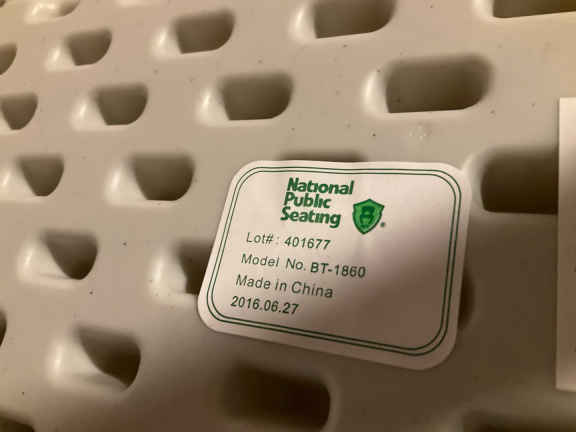 National
Public
Seating
®
Lot#: 401677
Model No. BT-1860
Made in China
2016.06.27